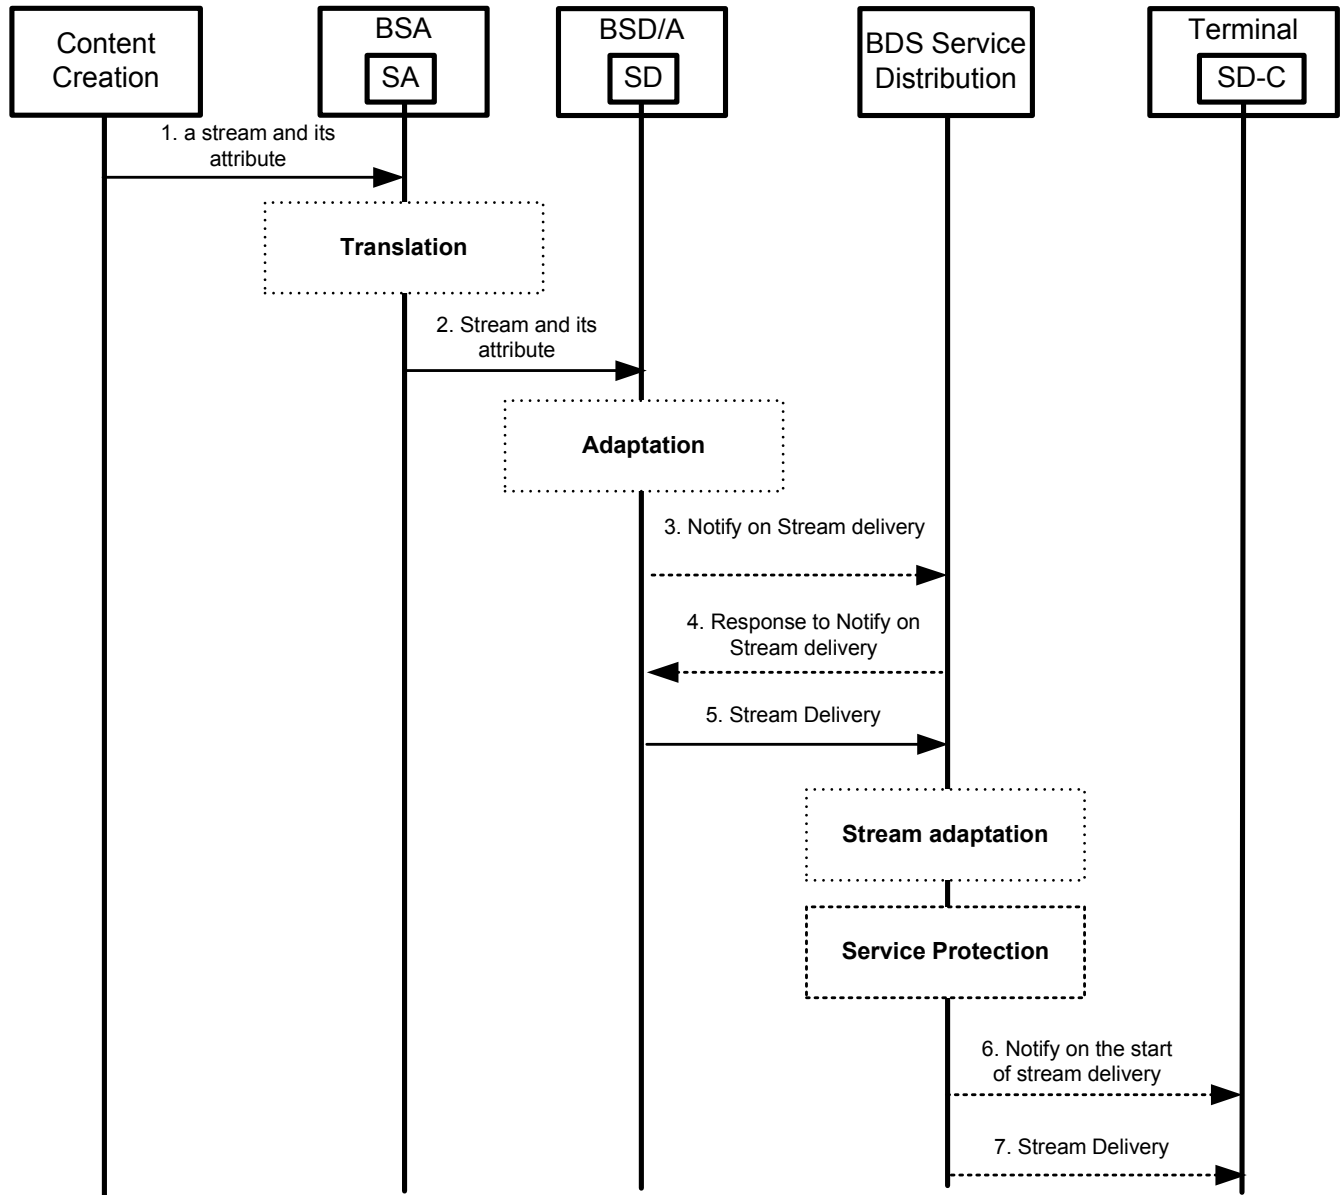 Content
Creation
BSA
SA
BSD/A
SD
BDS Service
Distribution
Terminal
SD-C
1. a stream and its
attribute
Translation
2. Stream and its
attribute
Adaptation
3. Notify on Stream delivery
4. Response to Notify on
Stream delivery
5. Stream Delivery
Stream adaptation
Service Protection
6. Notify on the start
of stream delivery
7. Stream Delivery